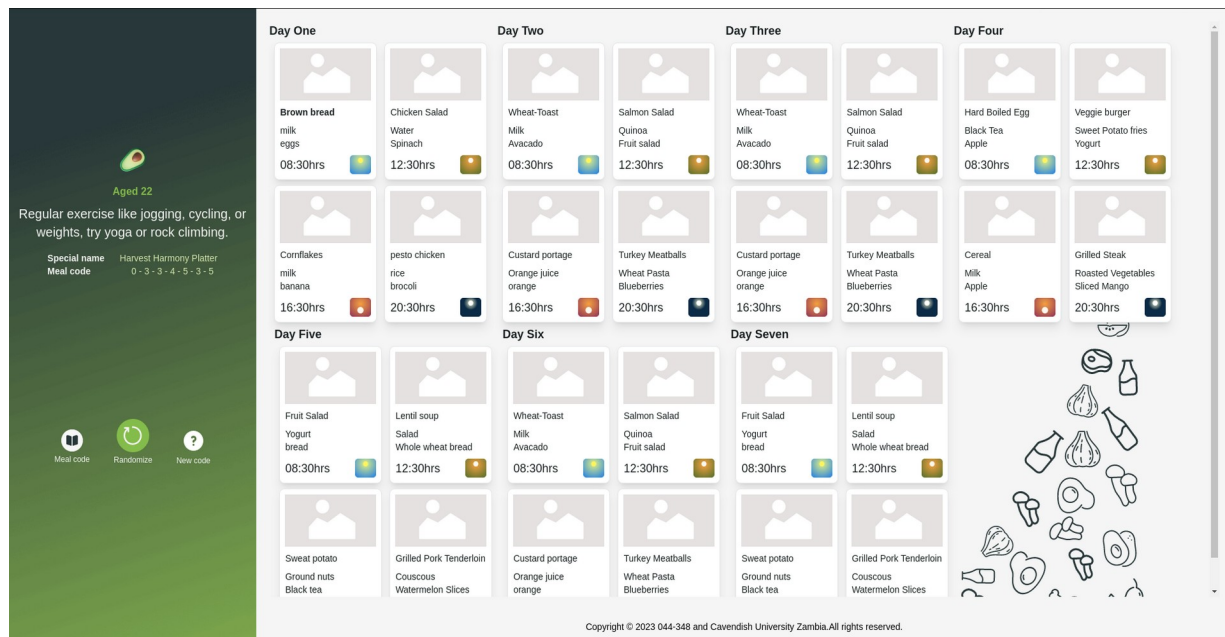 Aged 22
Regular exercise like jogging, cycling, or
weights, try yoga or rock climbing.
Special name Harvest Harmony Platter
Meal code 0 - 3 - 3 - 4 - 5 - 3 - 5
Meal code
Randomize
?
New code
Day One
Brown bread
milk
eggs
08:30hrs
Chicken Salad
Water
Spinach
12:30hrs
Cornflakes
milk
banana
16:30hrs
pesto chicken
rice
brocoli
20:30hrs
Day Two
Wheat-Toast
Milk
Avacado
08:30hrs
Salmon Salad
Quinoa
Fruit salad
12:30hrs
Custard portage
Orange juice
orange
16:30hrs
Turkey Meatballs
Wheat Pasta
Blueberries
20:30hrs
Day Three
Wheat-Toast
Milk
Avacado
08:30hrs
Salmon Salad
Quinoa
Fruit salad
12:30hrs
Custard portage
Orange juice
orange
16:30hrs
Turkey Meatballs
Wheat Pasta
Blueberries
20:30hrs
Day Four
Hard Boiled Egg
Black Tea
Apple
08:30hrs
Veggie burger
Sweet Potato fries
Yogurt
12:30hrs
Cereal
Milk
Apple
16:30hrs
Grilled Steak
Roasted Vegetables
Sliced Mango
20:30hrs
Day Five
Fruit Salad
Yogurt
bread
08:30hrs
Lentil soup
Salad
Whole wheat bread
12:30hrs
Sweat potato
Ground nuts
Black tea
Grilled Pork Tenderloin
Couscous
Watermelon Slices
Day Six
Wheat-Toast
Milk
Avacado
08:30hrs
Salmon Salad
Quinoa
Fruit salad
12:30hrs
Custard portage
Orange juice
orange
Turkey Meatballs
Wheat Pasta
Blueberries
Day Seven
Fruit Salad
Yogurt
bread
08:30hrs
Lentil soup
Salad
Whole wheat bread
12:30hrs
Sweat potato
Ground nuts
Black tea
Grilled Pork Tenderloin
Couscous
Watermelon Slices
Copyright © 2023 044-348 and Cavendish University Zambia.All rights reserved.